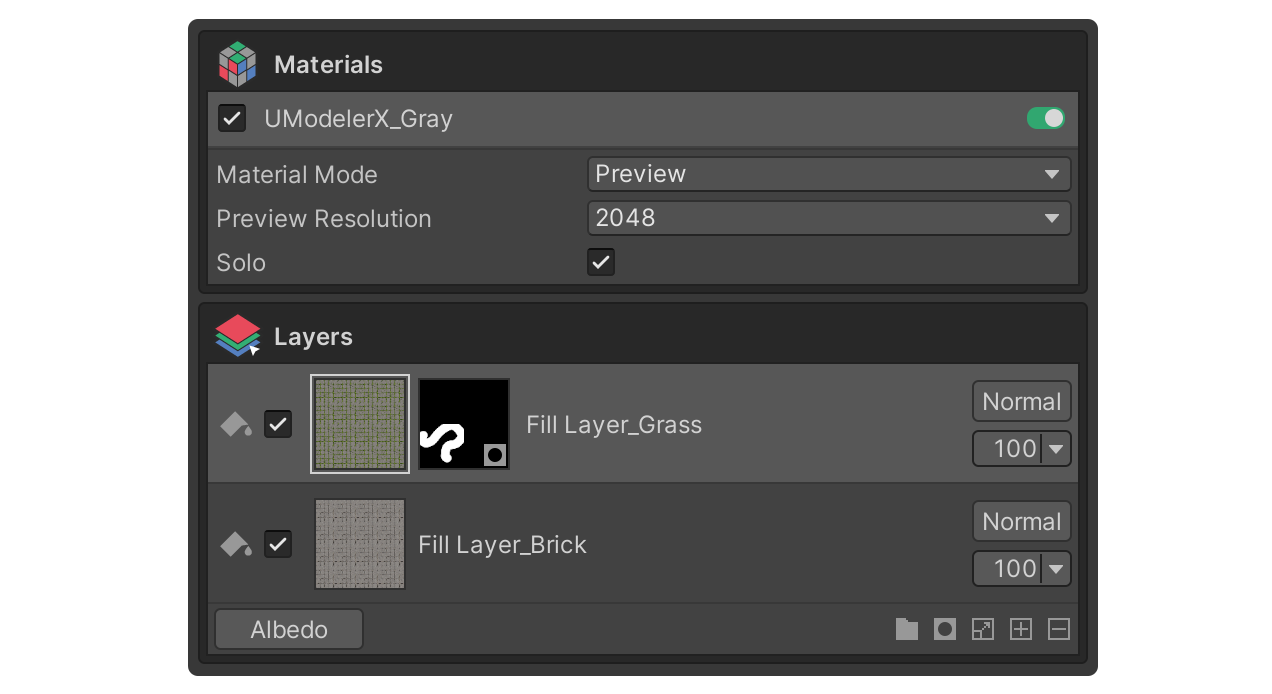 Materials
UModelerX_Gray
Material Mode Preview
Preview Resolution 2048
Solo
Layers
Fill Layer_Grass Normal
100
Fill Layer_Brick Normal
100
Albedo